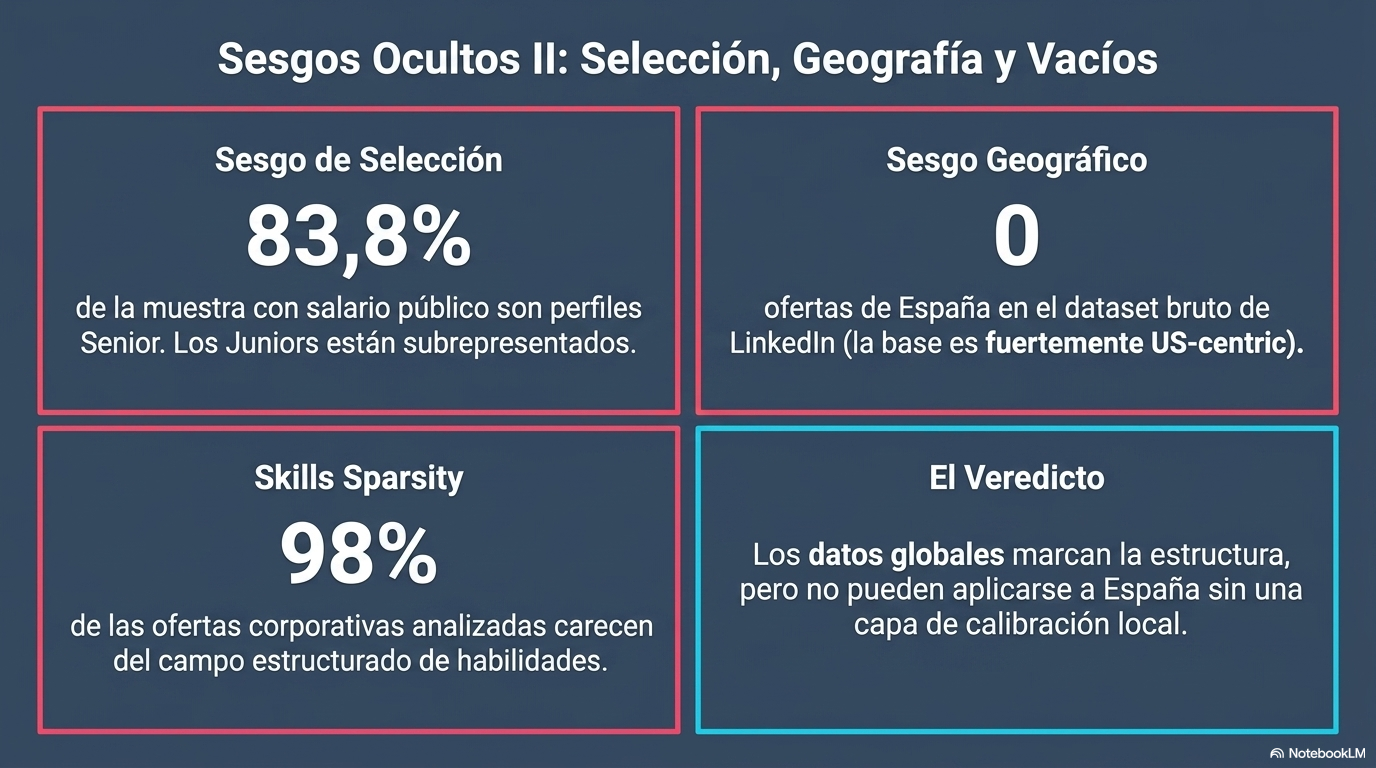 Sesgos Ocultos II: Selección, Geografía y Vacíos
Sesgo de Selección
83,8%
de la muestra con salario público son perfiles
Senior. Los Juniors están subrepresentados.
Sesgo Geográfico
0
ofertas de España en el dataset bruto de
LinkedIn (la base es fuertemente US-centric).
Skills Sparsity
98%
de las ofertas corporativas analizadas carecen
del campo estructurado de habilidades.
El Veredicto
Los datos globales marcan la estructura,
pero no pueden aplicarse a España sin una
capa de calibración local.
NotebookLM